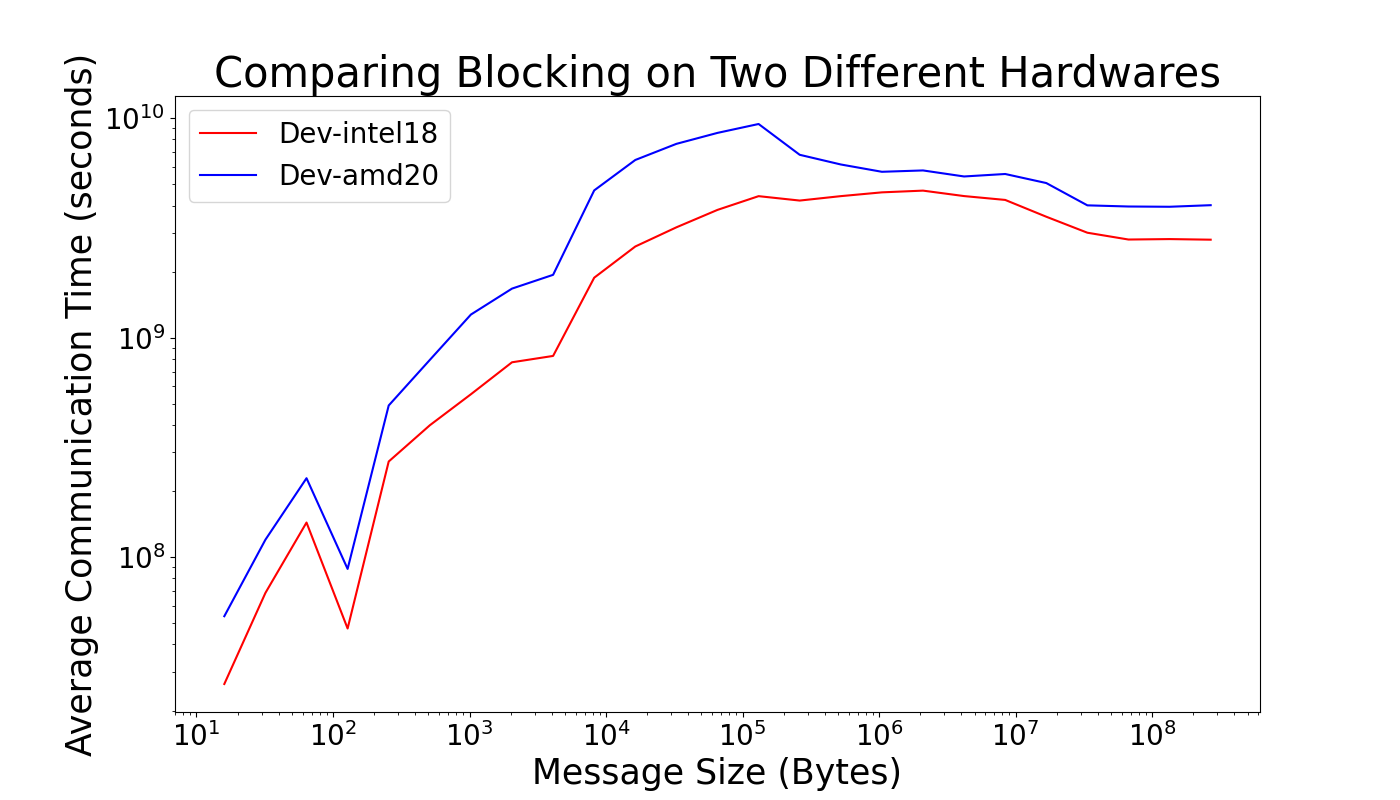 Comparing Blocking on Two Different Hardwares
Average Communication Time (seconds)
10^10
10^9
10^8
Dev-intel18
Dev-amd20
10^1 10^2 10^3 10^4 10^5 10^6 10^7 10^8
Message Size (Bytes)